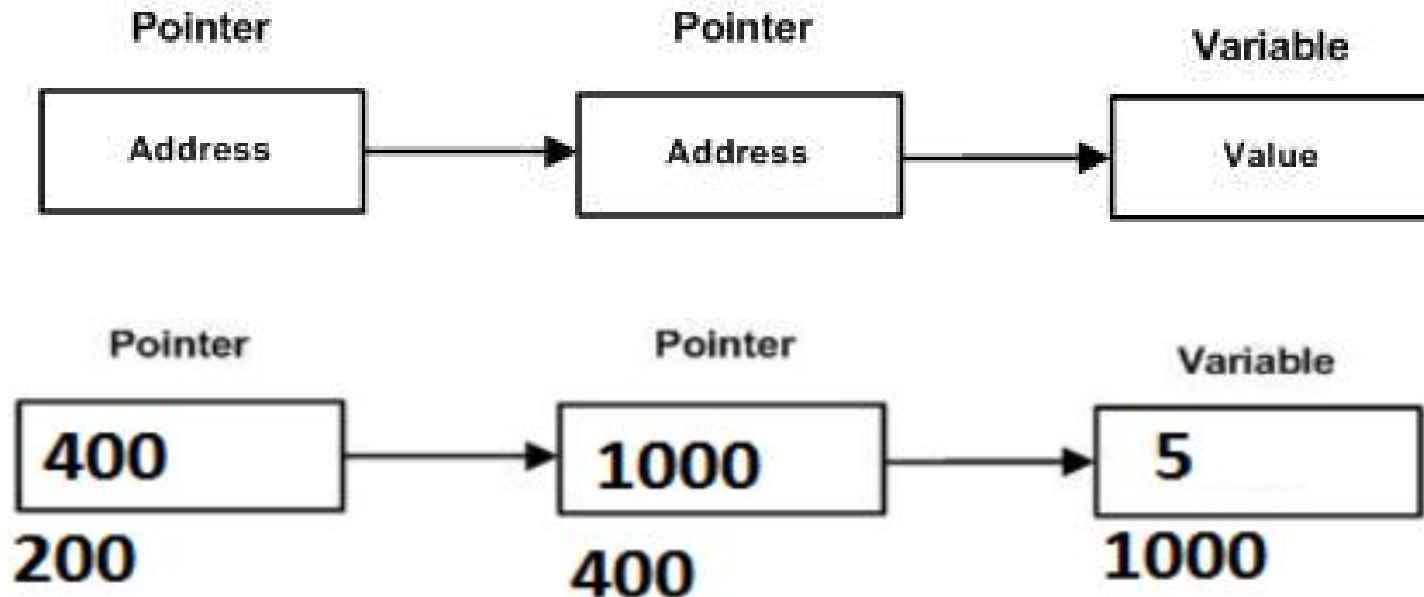 Pointer Pointer Variable
Address Address Value
Pointer Pointer Variable
400 1000 5
200 400 1000